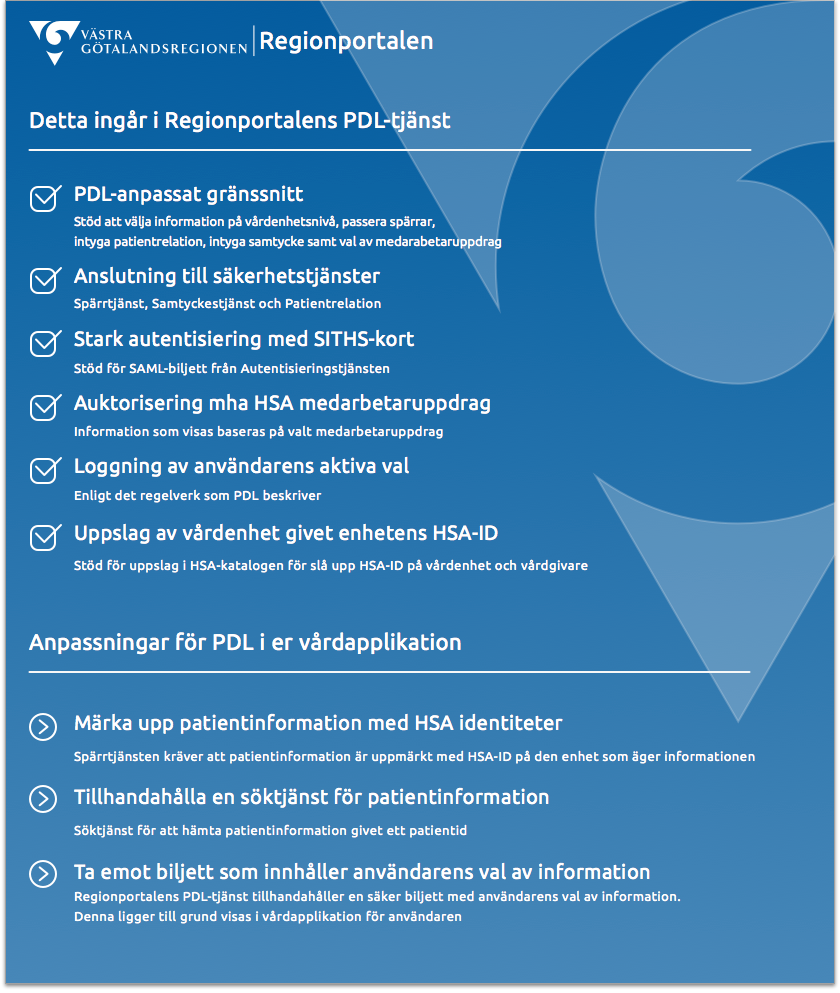 VÄSTRA
GÖTALANDSREGIONEN
Regionportalen
Detta ingår i Regionportalens PDL-tjänst
PDL-anpassat gränssnitt
Stöd att välja information på vårdenhetsnivå, passera spärrar,
intyga patientrelation, intyga samtycke samt val av medarabetaruppdrag
Anslutning till säkerhetstjänster
Spärrtjänst, Samtyckestjänst och Patientrelation
Stark autentisiering med SITHS-kort
Stöd för SAML-biljett från Autentisieringstjänsten
Auktorisering mha HSA medarbetaruppdrag
Information som visas baseras på valt medarbetaruppdrag
Loggning av användarens aktiva val
Enligt det regelverk som PDL beskriver
Uppslag av vårdenhet givet enhetens HSA-ID
Stöd för uppslag i HSA-katalogen för slå upp HSA-ID på vårdenhet och vårdgivare
Anpassningar för PDL i er vårdapplikation
Märka upp patientinformation med HSA identiteter
Spärrtjänsten kräver att patientinformation är uppmärkt med HSA-ID på den enhet som äger informationen
Tillhandahålla en söktjänst för patientinformation
Söktjänst för att hämta patientinformation givet ett patientid
Ta emot biljett som innhåller användarens val av information
Regionportalens PDL-tjänst tillhandahåller en säker biljett med användarens val av information.
Denna ligger till grund visas i vårdapplikation för användaren